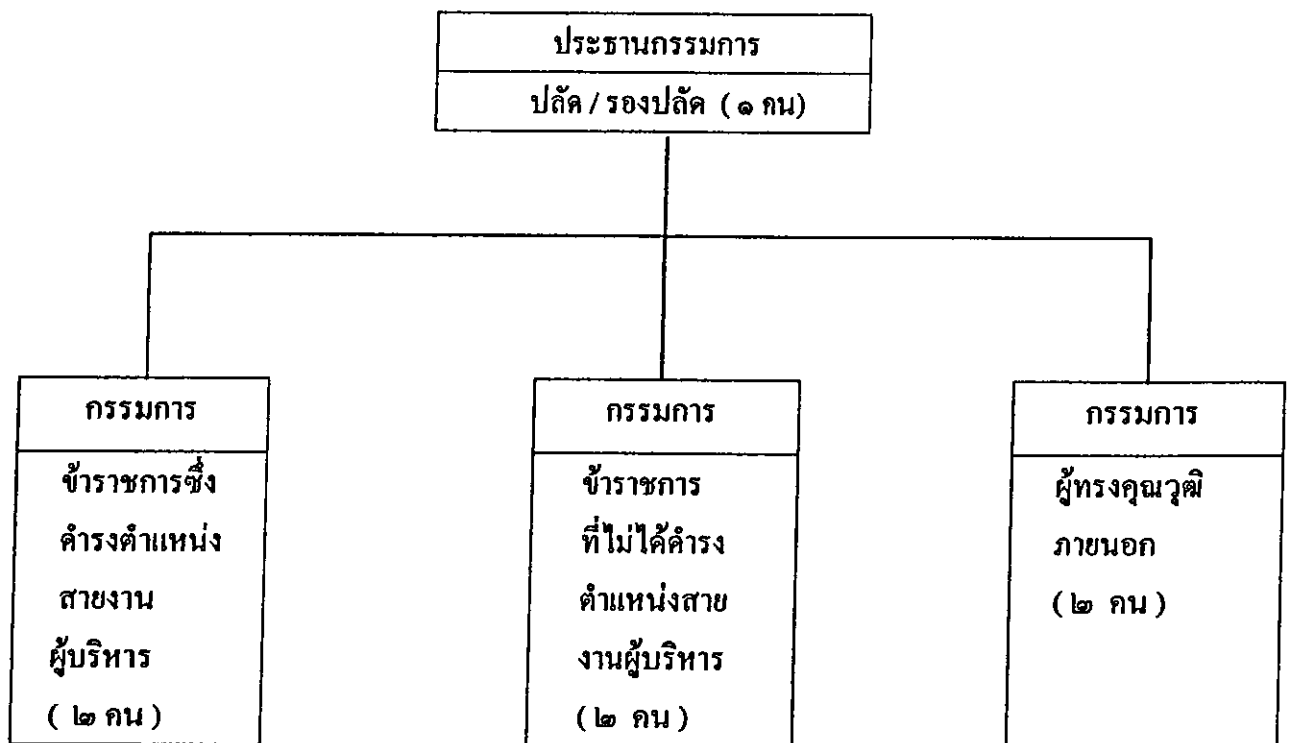 ประธานกรรมการ
ปลัด / รองปลัด ( ๑ คน)
กรรมการ
ข้าราชการซึ่ง
ดำรงตำแหน่ง
สายงาน
ผู้บริหาร
( ๒ คน )
กรรมการ
ข้าราชการ
ที่ไม่ได้ดำรง
ตำแหน่งสาย
งานผู้บริหาร
( ๒ คน )
กรรมการ
ผู้ทรงคุณวุฒิ
ภายนอก
( ๒ คน )